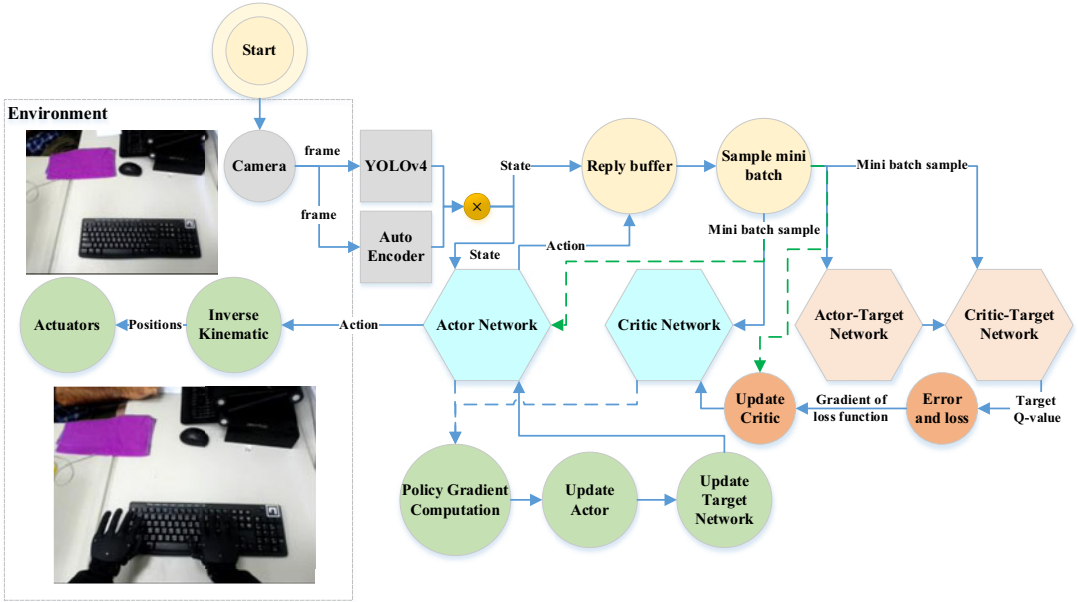 Start
Environment
Camera
frame
frame
YOLOv4
Auto
Encoder
×
State
State
Reply buffer
Sample mini
batch
Mini batch sample
Mini batch sample
Action
Actuators
Positions
Inverse
Kinematic
Action
Actor Network
Critic Network
Actor-Target
Network
Critic-Target
Network
Update
Critic
Gradient of
loss function
Error
and loss
Target
Q-value
Policy Gradient
Computation
Update
Actor
Update
Target
Network